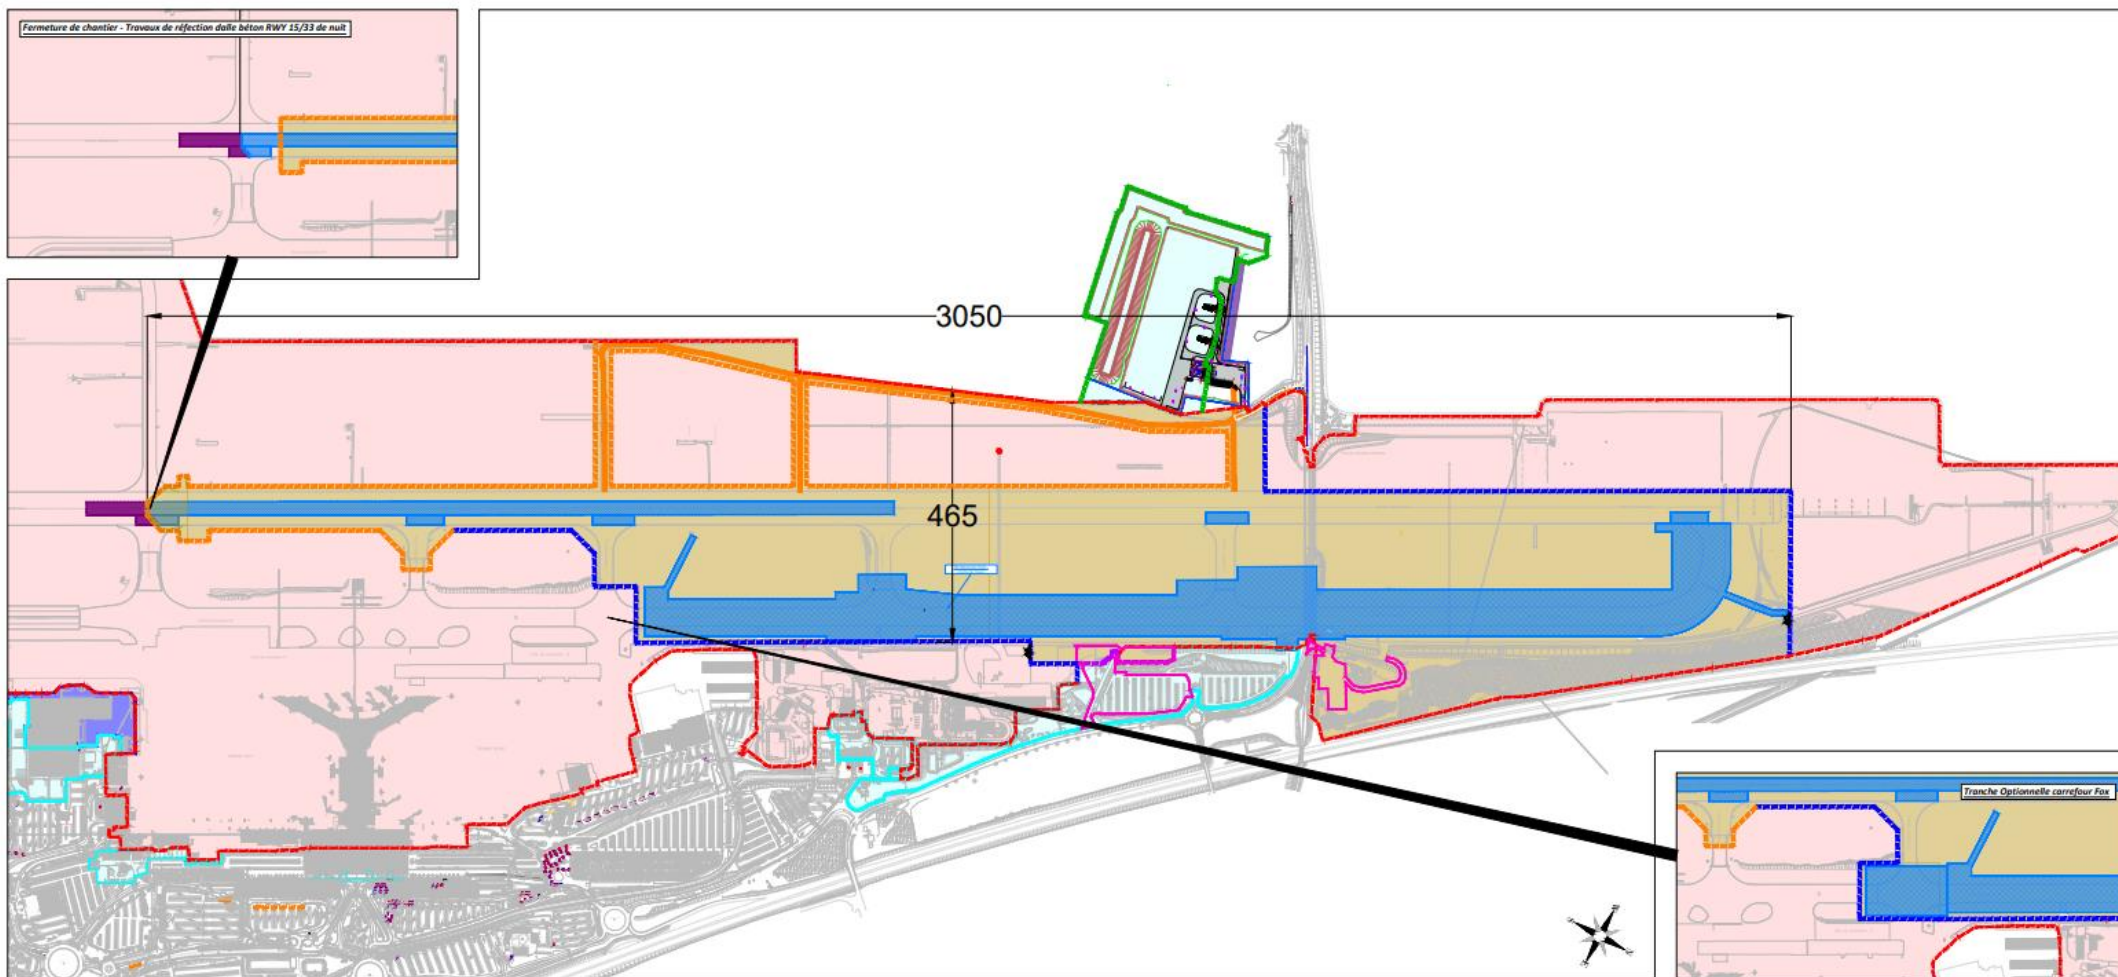 Fermeture de chantier - Travaux de réfection dalle béton RWY 15/33 de nuit
3050
465
Tranche Optionnelle carrefour Fox